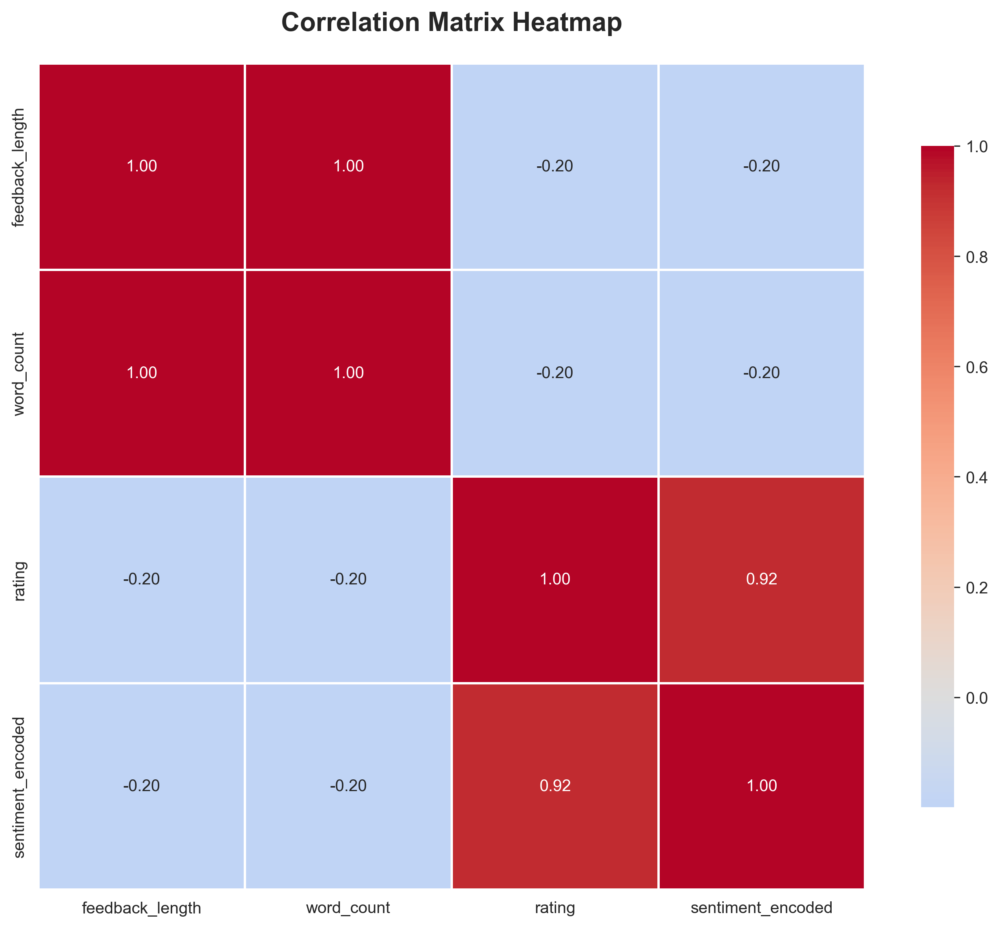 Correlation Matrix Heatmap
feedback_length
1.00 1.00 -0.20 -0.20
word_count
1.00 1.00 -0.20 -0.20
rating
-0.20 -0.20 1.00 0.92
sentiment_encoded
-0.20 -0.20 0.92 1.00
feedback_length word_count rating sentiment_encoded
1.0
0.8
0.6
0.4
0.2
0.0